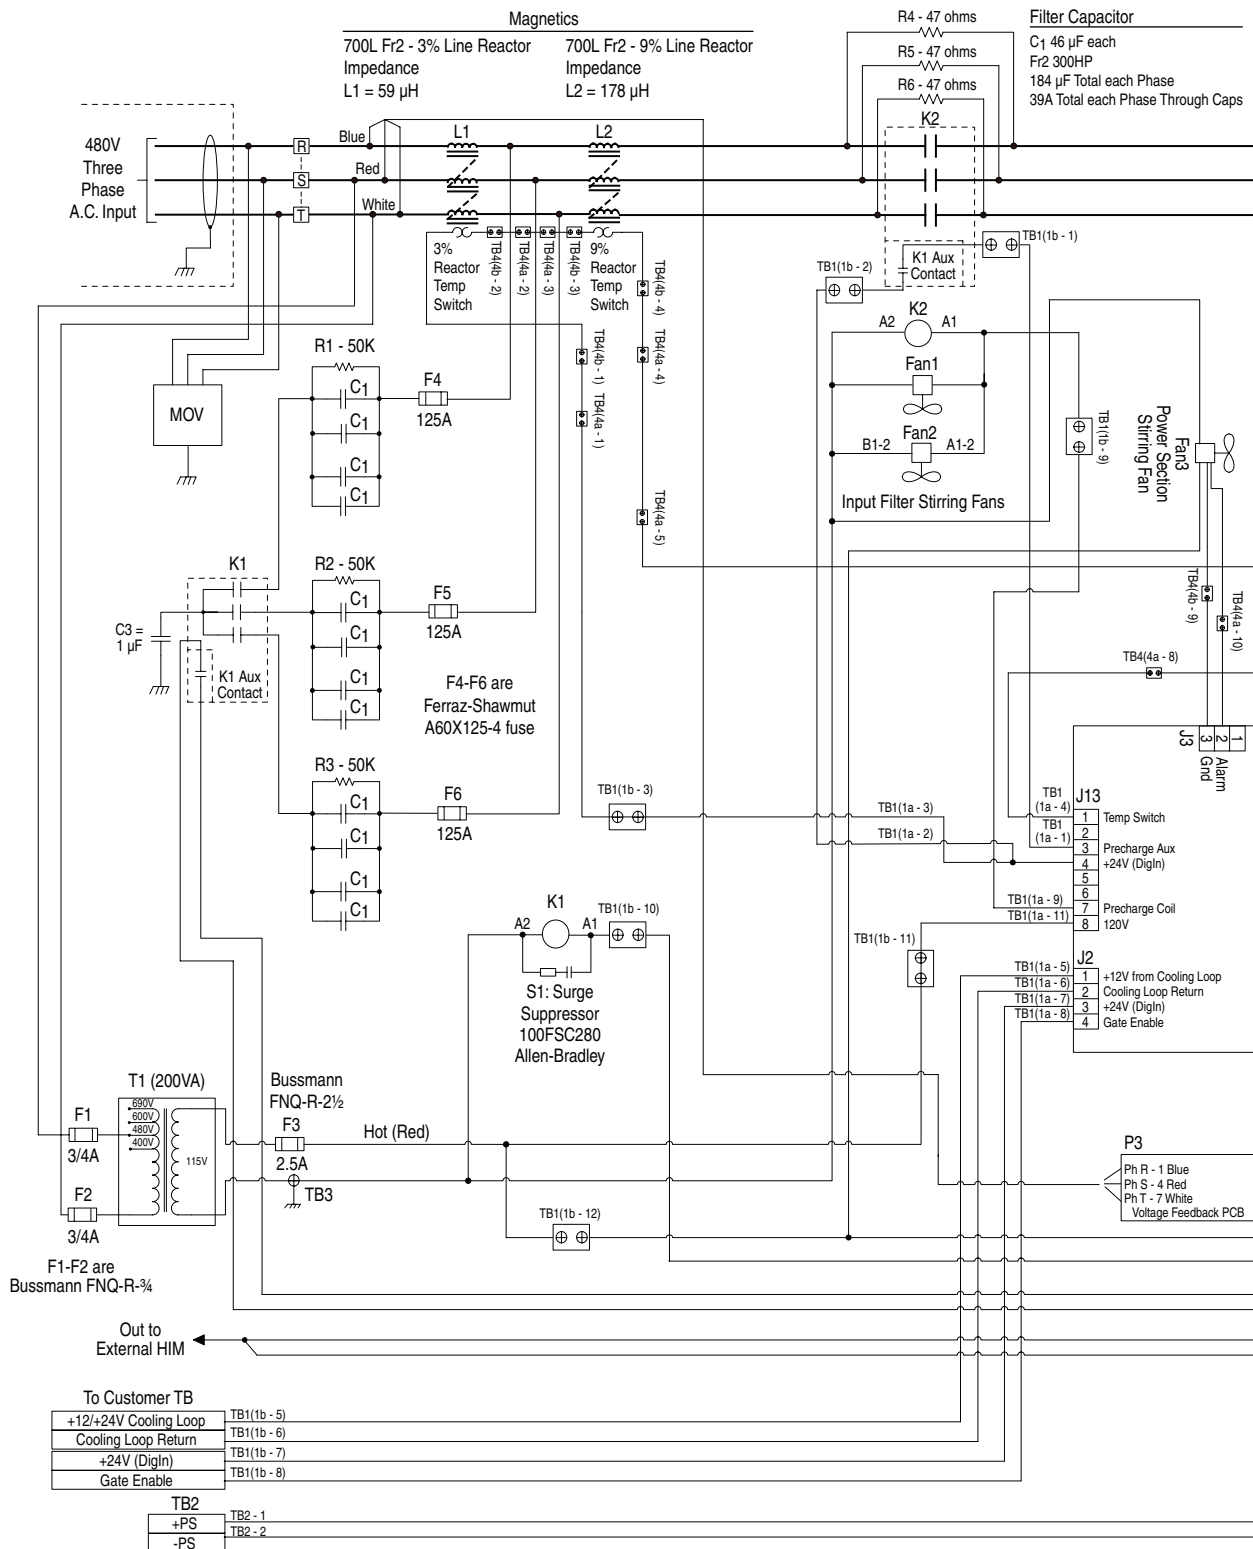 Magnetics
700L Fr2 - 3% Line Reactor
Impedance
L1 = 59 µH
700L Fr2 - 9% Line Reactor
Impedance
L2 = 178 µH
R4 - 47 ohms
R5 - 47 ohms
R6 - 47 ohms
K2
Filter Capacitor
C1 46 µF each
Fr2 300HP
184 µF Total each Phase
39A Total each Phase Through Caps
480V
Three
Phase
A.C. Input
R
S
T
Blue
Red
White
L1
L2
3%
Reactor
Temp
Switch
TB4(4b - 2)
TB4(4a - 2)
TB4(4a - 3)
TB4(4b - 3)
9%
Reactor
Temp
Switch
TB4(4b - 4)
TB4(4a - 4)
TB4(4b - 1)
TB4(4a - 1)
TB4(4a - 5)
K1 Aux
Contact
TB1(1b - 1)
TB1(1b - 2)
K2
A2
A1
Fan1
Fan2
B1-2
A1-2
Input Filter Stirring Fans
TB1(1b - 9)
Fan3
Power Section
Stirring Fan
TB4(4b - 9)
TB4(4a - 10)
TB4(4a - 8)
MOV
R1 - 50K
C1
C1
C1
C1
F4
125A
K1
R2 - 50K
C1
C1
C1
C1
F5
125A
C3 =
1 µF
K1 Aux
Contact
F4-F6 are
Ferraz-Shawmut
A60X125-4 fuse
R3 - 50K
C1
C1
C1
C1
F6
125A
TB1(1b - 3)
TB1(1a - 3)
TB1(1a - 2)
J3
3
2
1
Gnd
Alarm
J13
TB1
(1a - 4)
TB1
(1a - 1)
1 Temp Switch
2
3 Precharge Aux
4 +24V (DigIn)
5
6
TB1(1a - 9)
7 Precharge Coil
TB1(1a - 11)
8 120V
K1
A2
A1
TB1(1b - 10)
TB1(1b - 11)
S1: Surge
Suppressor
100FSC280
Allen-Bradley
J2
TB1(1a - 5)
1 +12V from Cooling Loop
TB1(1a - 6)
2 Cooling Loop Return
TB1(1a - 7)
3 +24V (DigIn)
TB1(1a - 8)
4 Gate Enable
T1 (200VA)
690V
600V
480V
400V
115V
F1
3/4A
F2
3/4A
Bussmann
FNQ-R-2½
F3
2.5A
Hot (Red)
TB3
TB1(1b - 12)
P3
Ph R - 1 Blue
Ph S - 4 Red
Ph T - 7 White
Voltage Feedback PCB
F1-F2 are
Bussmann FNQ-R-¾
Out to
External HIM
To Customer TB
+12/+24V Cooling Loop TB1(1b - 5)
Cooling Loop Return TB1(1b - 6)
+24V (DigIn) TB1(1b - 7)
Gate Enable TB1(1b - 8)
TB2
+PS TB2 - 1
-PS TB2 - 2